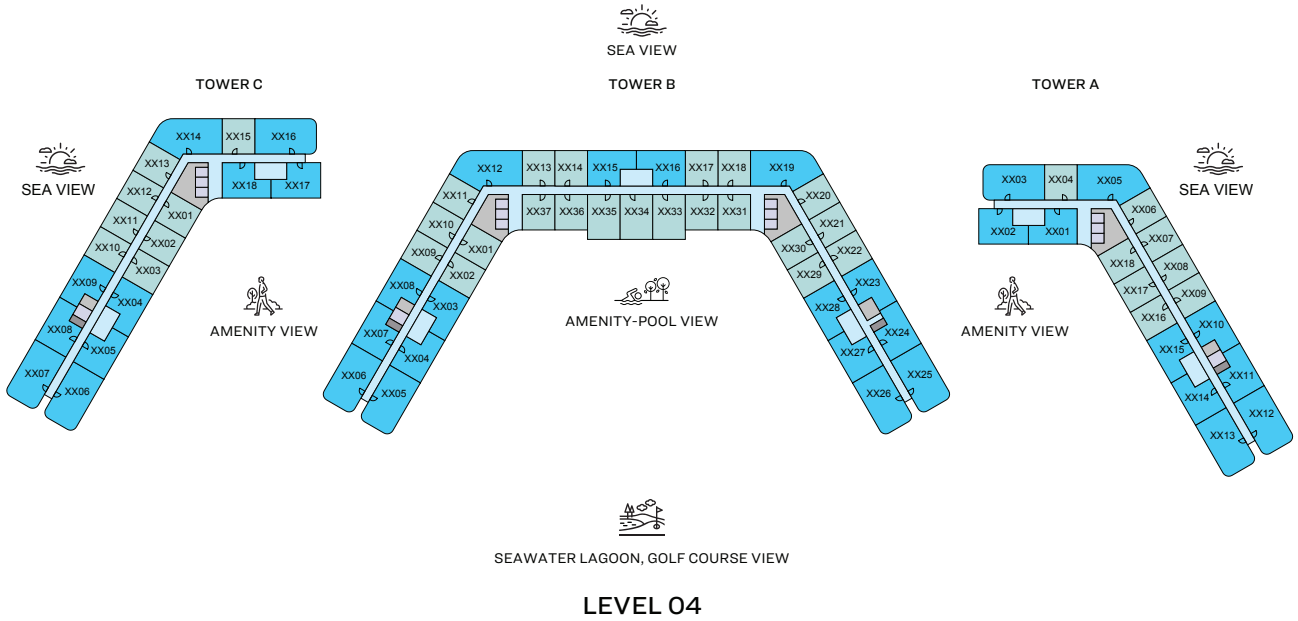 SEA VIEW
TOWER C
TOWER B
TOWER A
SEA VIEW
SEA VIEW
XX14
XX15
XX16
XX13
XX12
XX11
XX10
XX09
XX08
XX07
XX18
XX17
XX01
XX02
XX03
XX04
XX05
XX06
AMENITY VIEW
XX12
XX13
XX14
XX15
XX16
XX17
XX18
XX19
XX11
XX10
XX09
XX08
XX07
XX06
XX37
XX36
XX35
XX34
XX33
XX32
XX31
XX01
XX02
XX03
XX04
XX05
XX20
XX21
XX22
XX23
XX24
XX25
XX30
XX29
XX28
XX27
XX26
AMENITY-POOL VIEW
XX03
XX04
XX05
XX02
XX01
XX06
XX07
XX08
XX09
XX10
XX11
XX12
XX18
XX17
XX16
XX15
XX14
XX13
AMENITY VIEW
SEAWATER LAGOON, GOLF COURSE VIEW
LEVEL 04